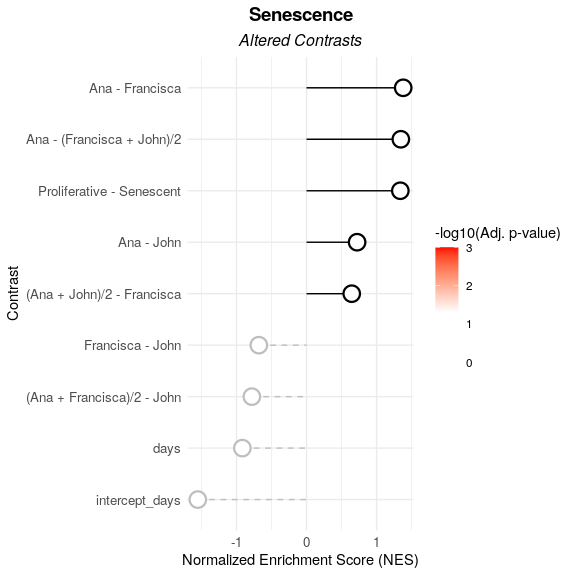 Senescence
Altered Contrasts
Ana - Francisca
Ana - (Francisca + John)/2
Proliferative - Senescent
Ana - John
(Ana + John)/2 - Francisca
Francisca - John
(Ana + Francisca)/2 - John
days
intercept_days
Contrast
-1 0 1
Normalized Enrichment Score (NES)
-log10(Adj. p-value)
3
2
1
0